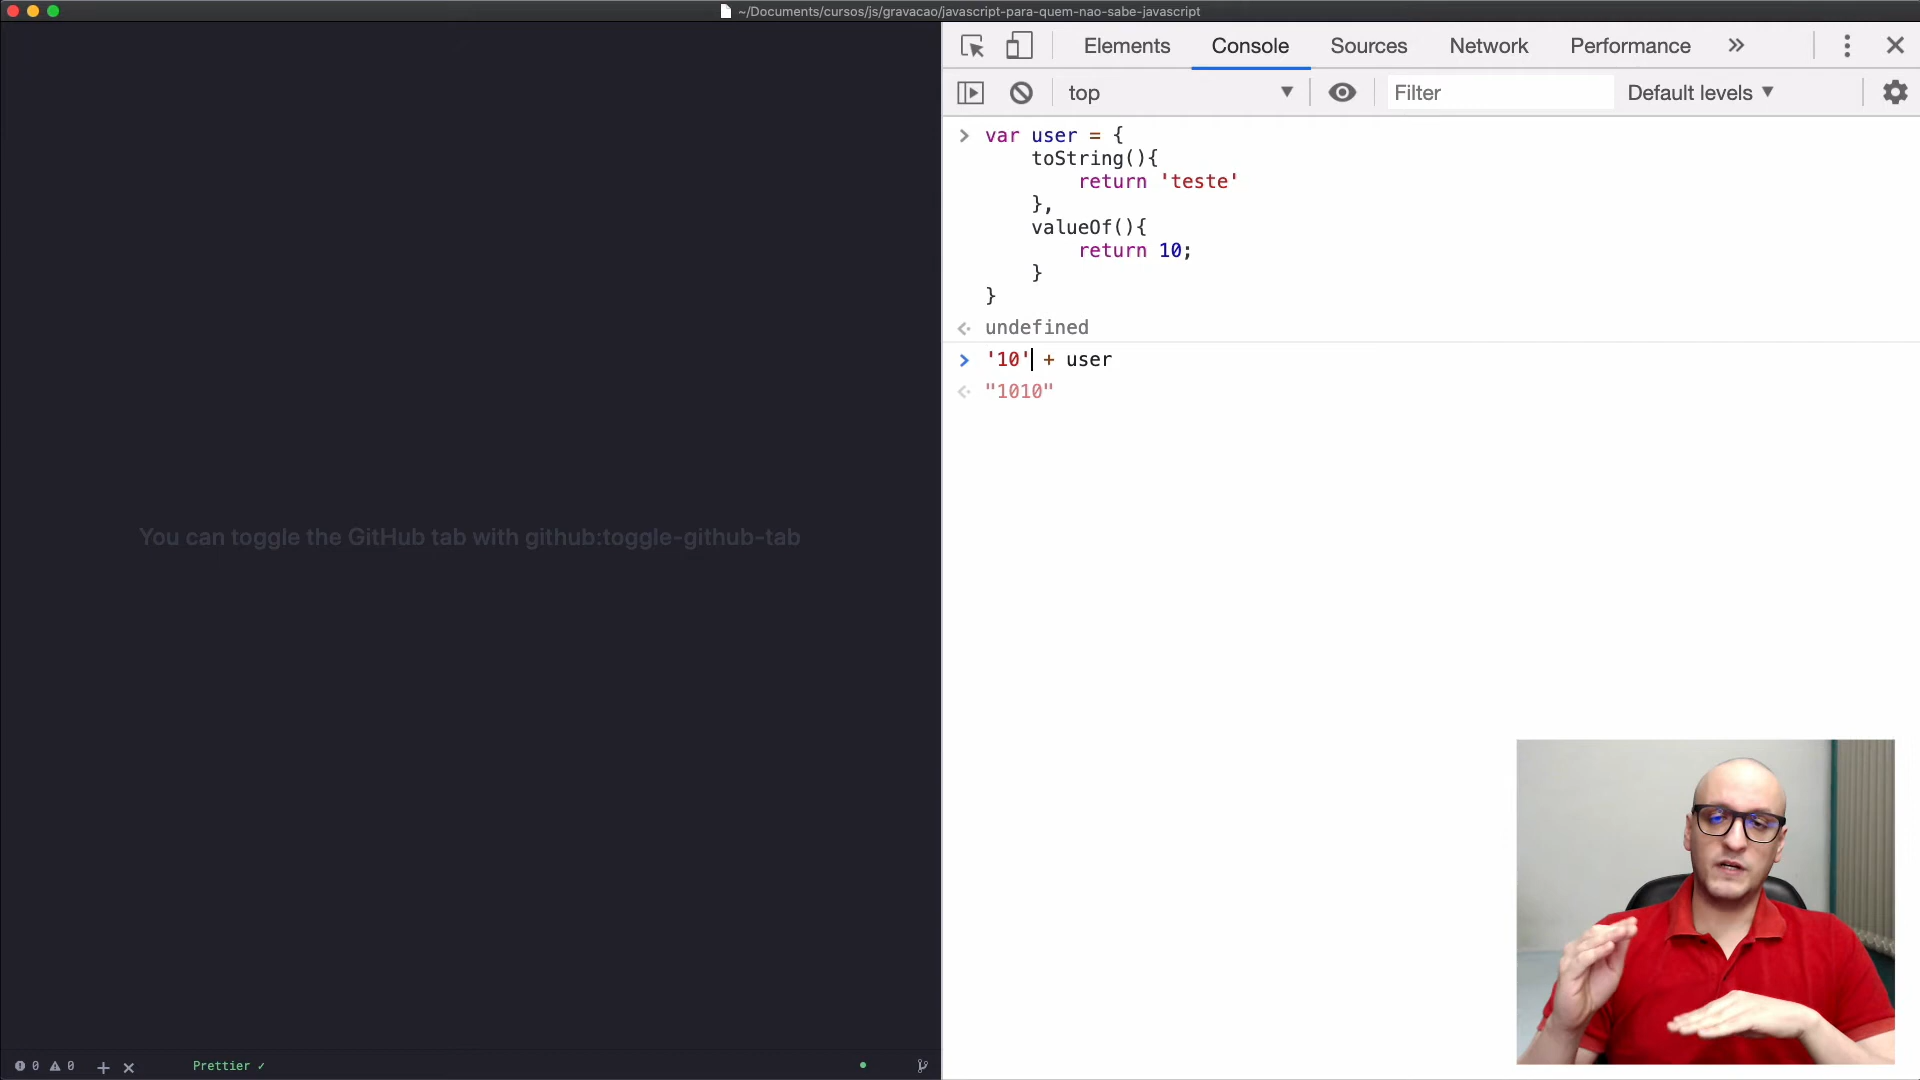 ~/Documents/cursos/js/gravacao/javascript-para-quem-nao-sabe-javascript
Elements Console Sources Network Performance »
top ▼ Filter Default levels ▼
> var user = {
toString(){
return 'teste'
},
valueOf(){
return 10;
}
}
undefined
> '10' + user
"1010"
You can toggle the GitHub tab with github:toggle-github-tab
0 0 + × Prettier ✓